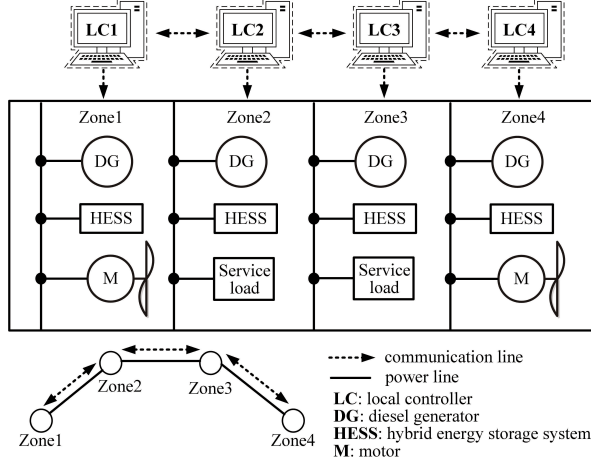 LC1 LC2 LC3 LC4
Zone1 Zone2 Zone3 Zone4
DG DG DG DG
HESS HESS HESS HESS
M Service load Service load M
communication line
power line
LC: local controller
DG: diesel generator
HESS: hybrid energy storage system
M: motor
Zone2 Zone3
Zone1 Zone4